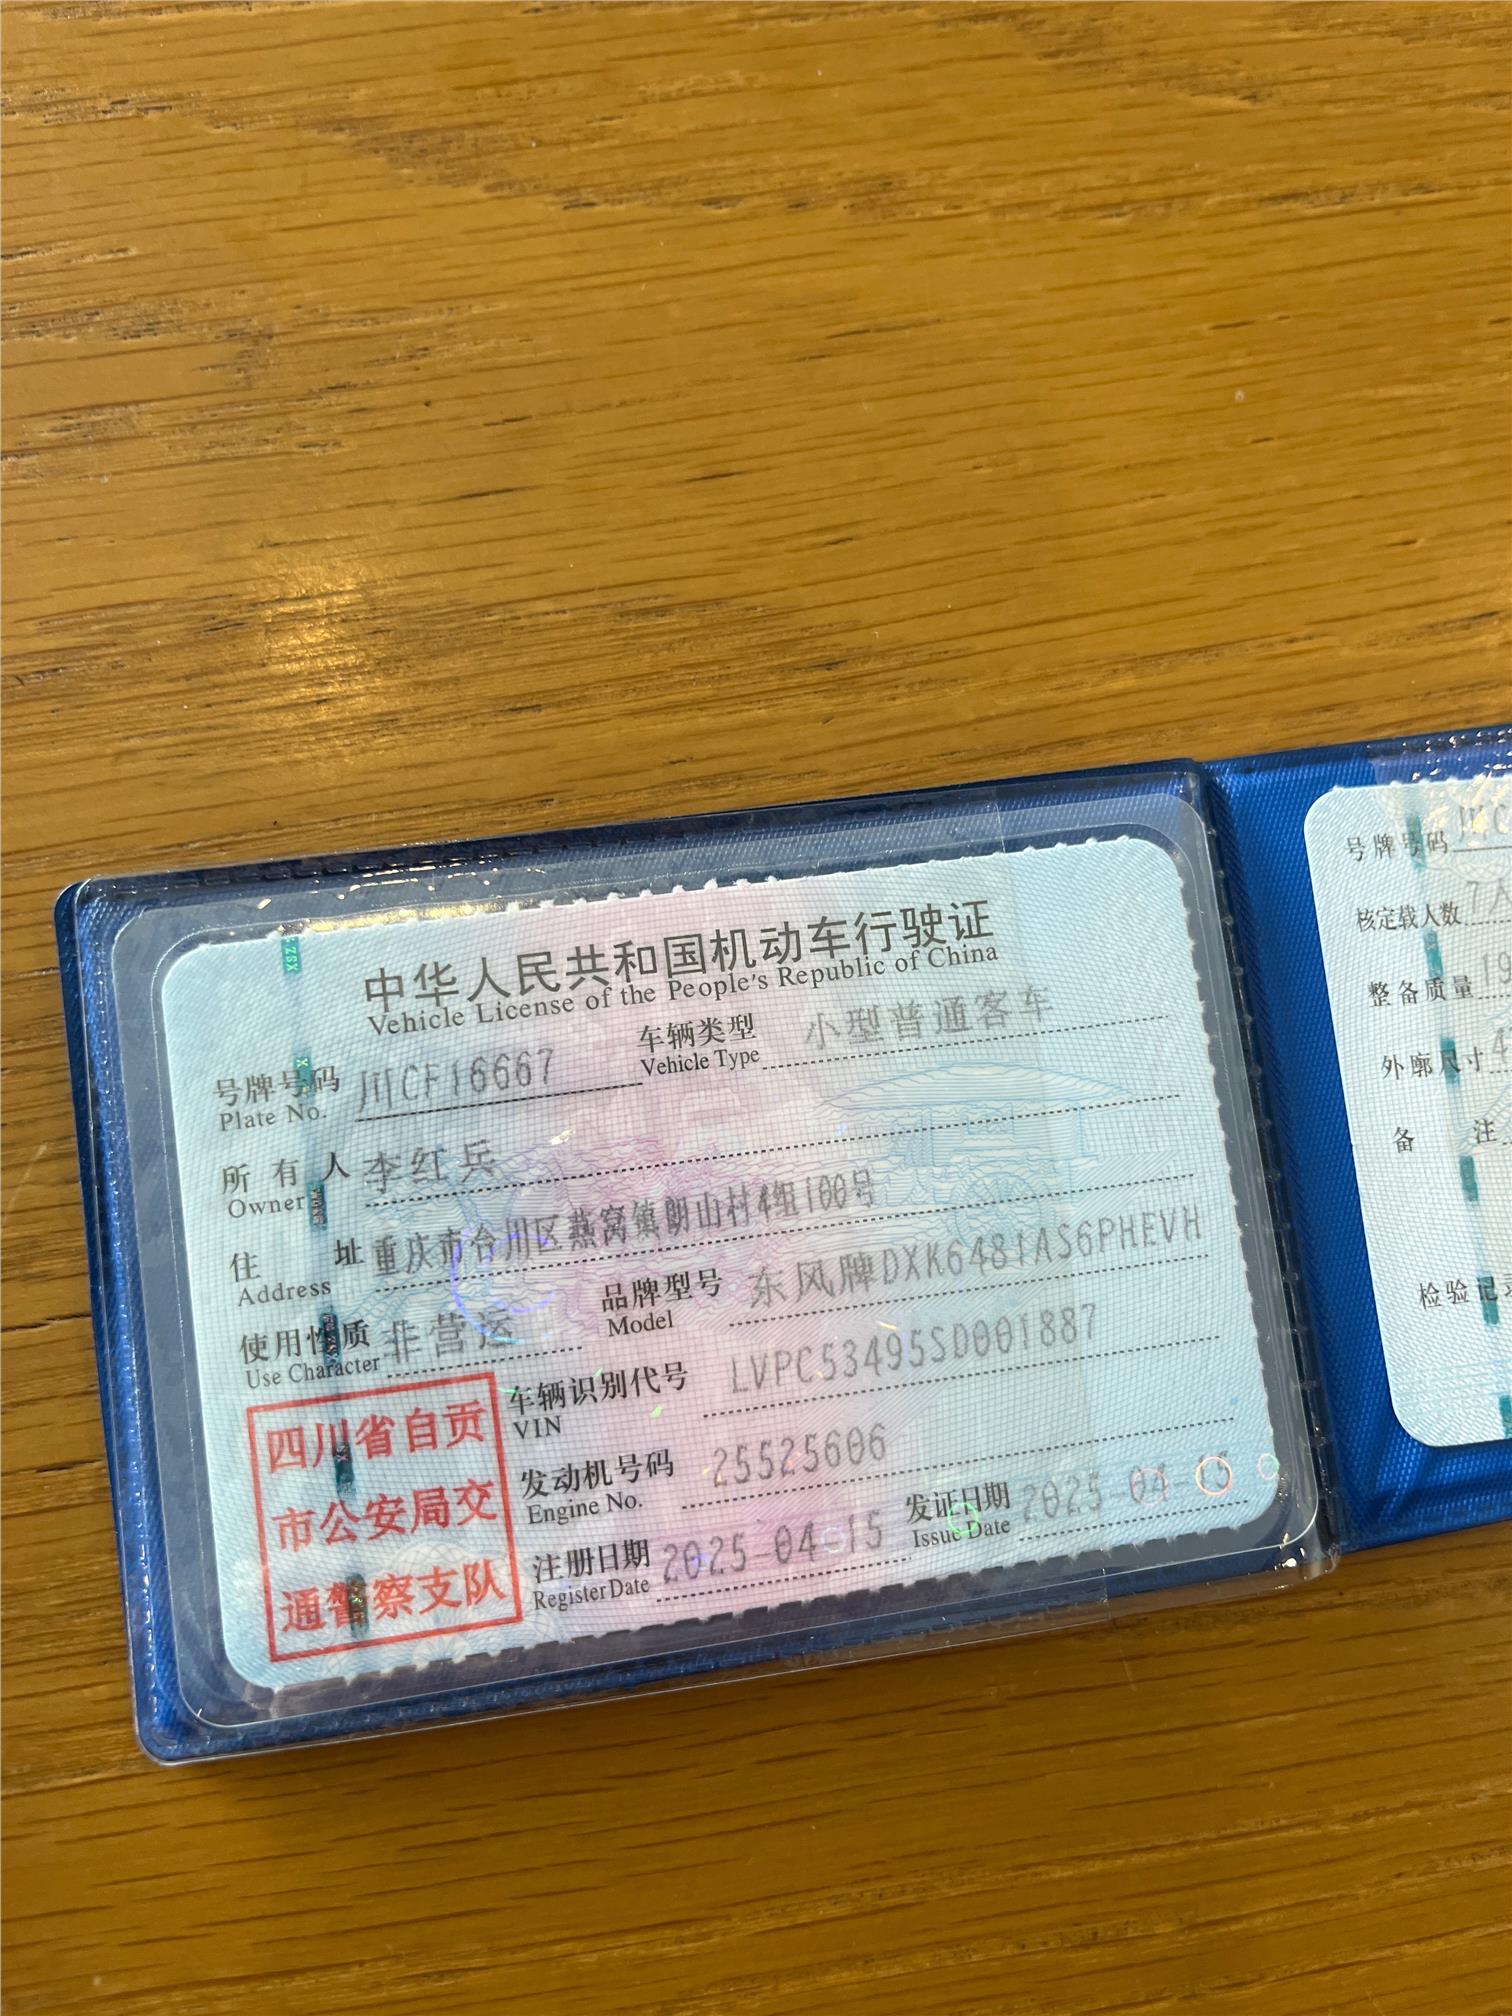 中华人民共和国机动车行驶证
Vehicle License of the People's Republic of China
号牌号码 川CF16667 车辆类型 小型普通客车
Plate No. Vehicle Type
所有人 李红兵
Owner
住址 重庆市合川区燕窝镇朗山村4组100号
Address
使用性质 非营运 品牌型号 东风牌DXK6481AS6PHEVH
Use Character Model
车辆识别代号 LVPC53495SD001887
VIN
发动机号码 25525606
Engine No.
注册日期 2025-04-15 发证日期 2025-04-15
Register Date Issue Date
四川省自贡
市公安局交
通警察支队
号牌号码 川C
核定载人数 7人
整备质量 19
外廓尺寸 4
备注
检验记